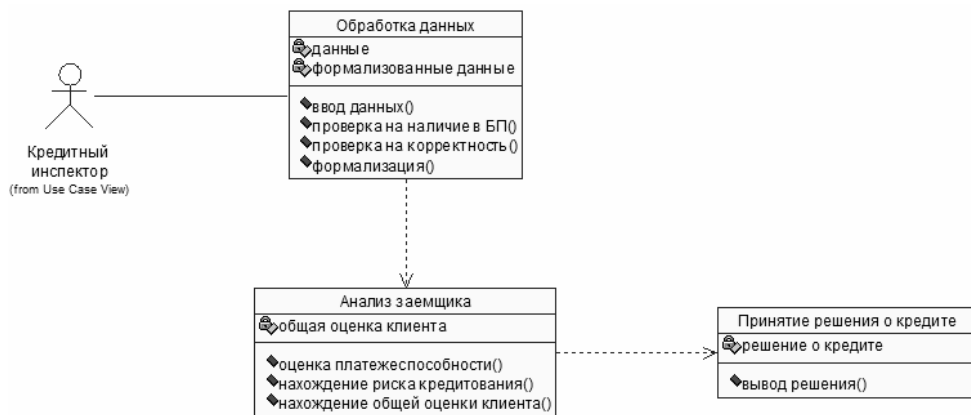 Обработка данных
данные
формализованные данные
ввод данных()
проверка на наличие в БП()
проверка на корректность()
формализация()
Кредитный
инспектор
(from Use Case View)
Анализ заемщика
общая оценка клиента
оценка платежеспособности()
нахождение риска кредитования()
нахождение общей оценки клиента()
Принятие решения о кредите
решение о кредите
вывод решения()